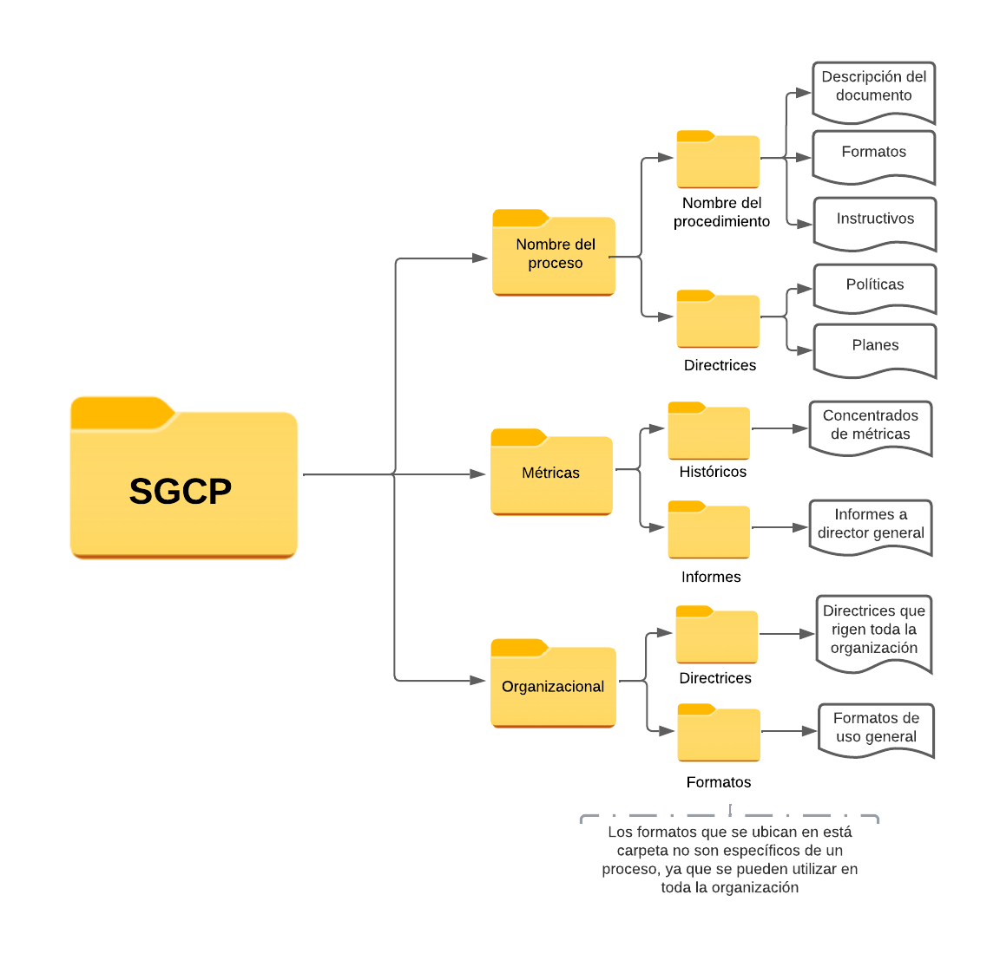 SGCP
Nombre del
proceso
Nombre del
procedimiento
Descripción del
documento
Formatos
Instructivos
Directrices
Políticas
Planes
Métricas
Históricos
Concentrados
de métricas
Informes
Informes a
director general
Organizacional
Directrices
Directrices que
rigen toda la
organización
Formatos
Formatos de
uso general
Los formatos que se ubican en está
carpeta no son específicos de un
proceso, ya que se pueden utilizar en
toda la organización